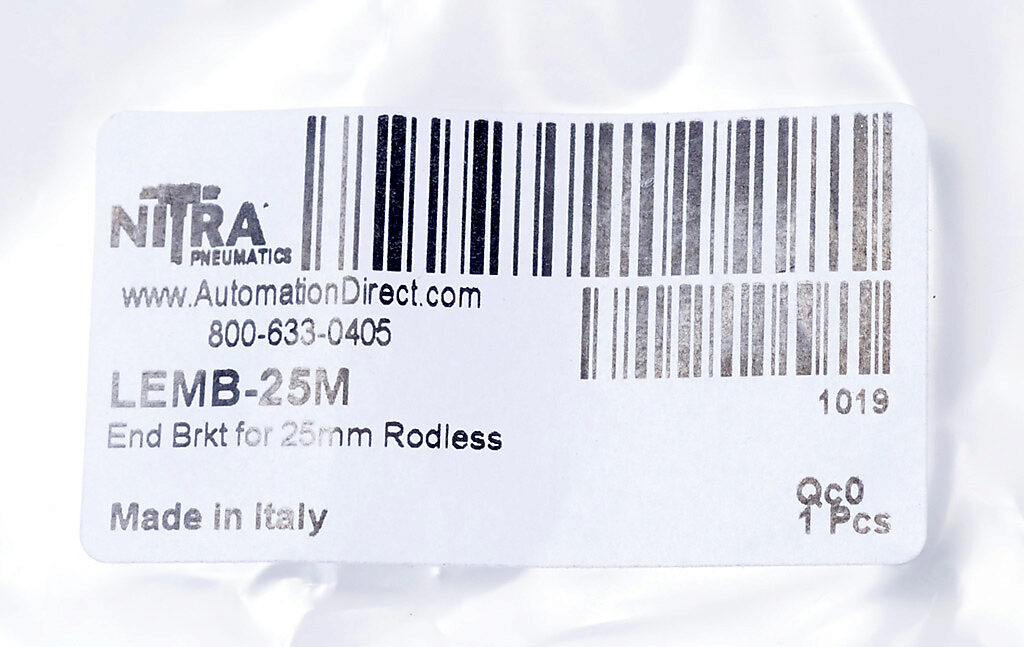 NITRA
PNEUMATICS
www.AutomationDirect.com
800-633-0405
LEMB-25M
End Brkt for 25mm Rodless
Made in Italy
1019
Qc0
1 Pcs